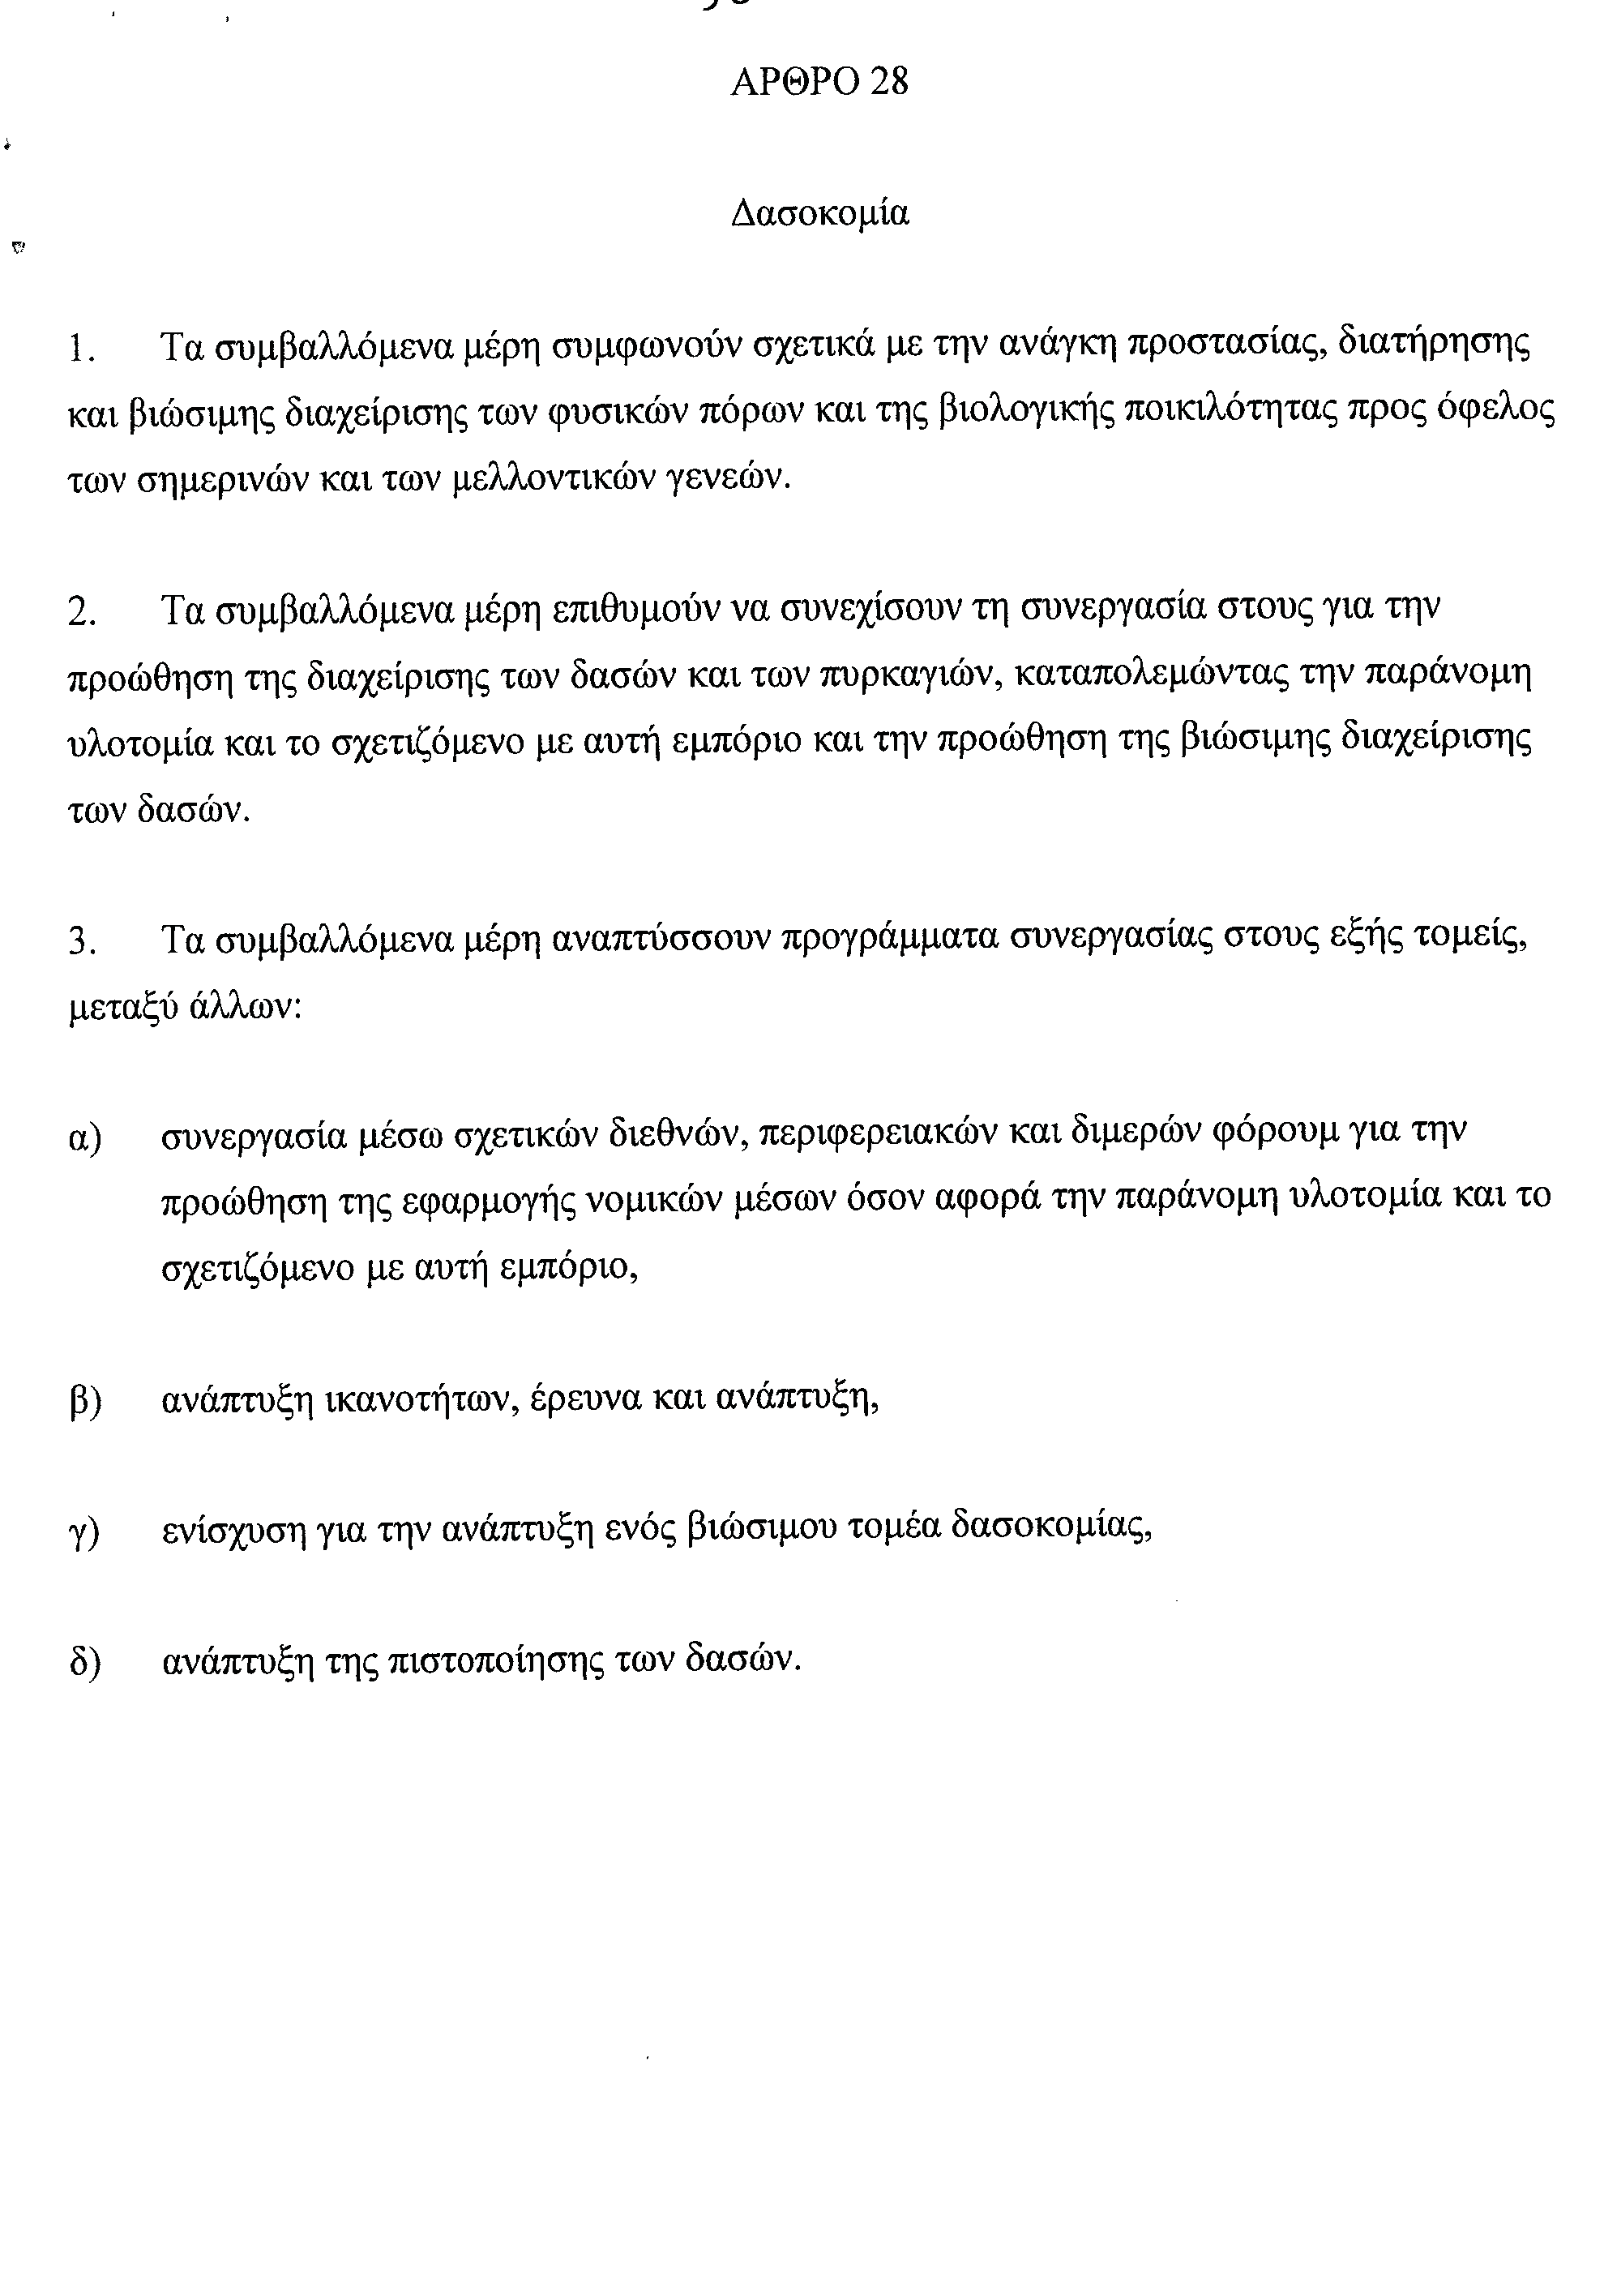 ΑΡΘΡΟ 28
Δασοκομία
1. Τα συμβαλλόμενα μέρη συμφωνούν σχετικά με την ανάγκη προστασίας, διατήρησης
και βιώσιμης διαχείρισης των φυσικών πόρων και της βιολογικής ποικιλότητας προς όφελος
των σημερινών και των μελλοντικών γενεών.
2. Τα συμβαλλόμενα μέρη επιθυμούν να συνεχίσουν τη συνεργασία στους για την
προώθηση της διαχείρισης των δασών και των πυρκαγιών, καταπολεμώντας την παράνομη
υλοτομία και το σχετιζόμενο με αυτή εμπόριο και την προώθηση της βιώσιμης διαχείρισης
των δασών.
3. Τα συμβαλλόμενα μέρη αναπτύσσουν προγράμματα συνεργασίας στους εξής τομείς,
μεταξύ άλλων:
α) συνεργασία μέσω σχετικών διεθνών, περιφερειακών και διμερών φόρουμ για την
προώθηση της εφαρμογής νομικών μέσων όσον αφορά την παράνομη υλοτομία και το
σχετιζόμενο με αυτή εμπόριο,
β) ανάπτυξη ικανοτήτων, έρευνα και ανάπτυξη,
γ) ενίσχυση για την ανάπτυξη ενός βιώσιμου τομέα δασοκομίας,
δ) ανάπτυξη της πιστοποίησης των δασών.